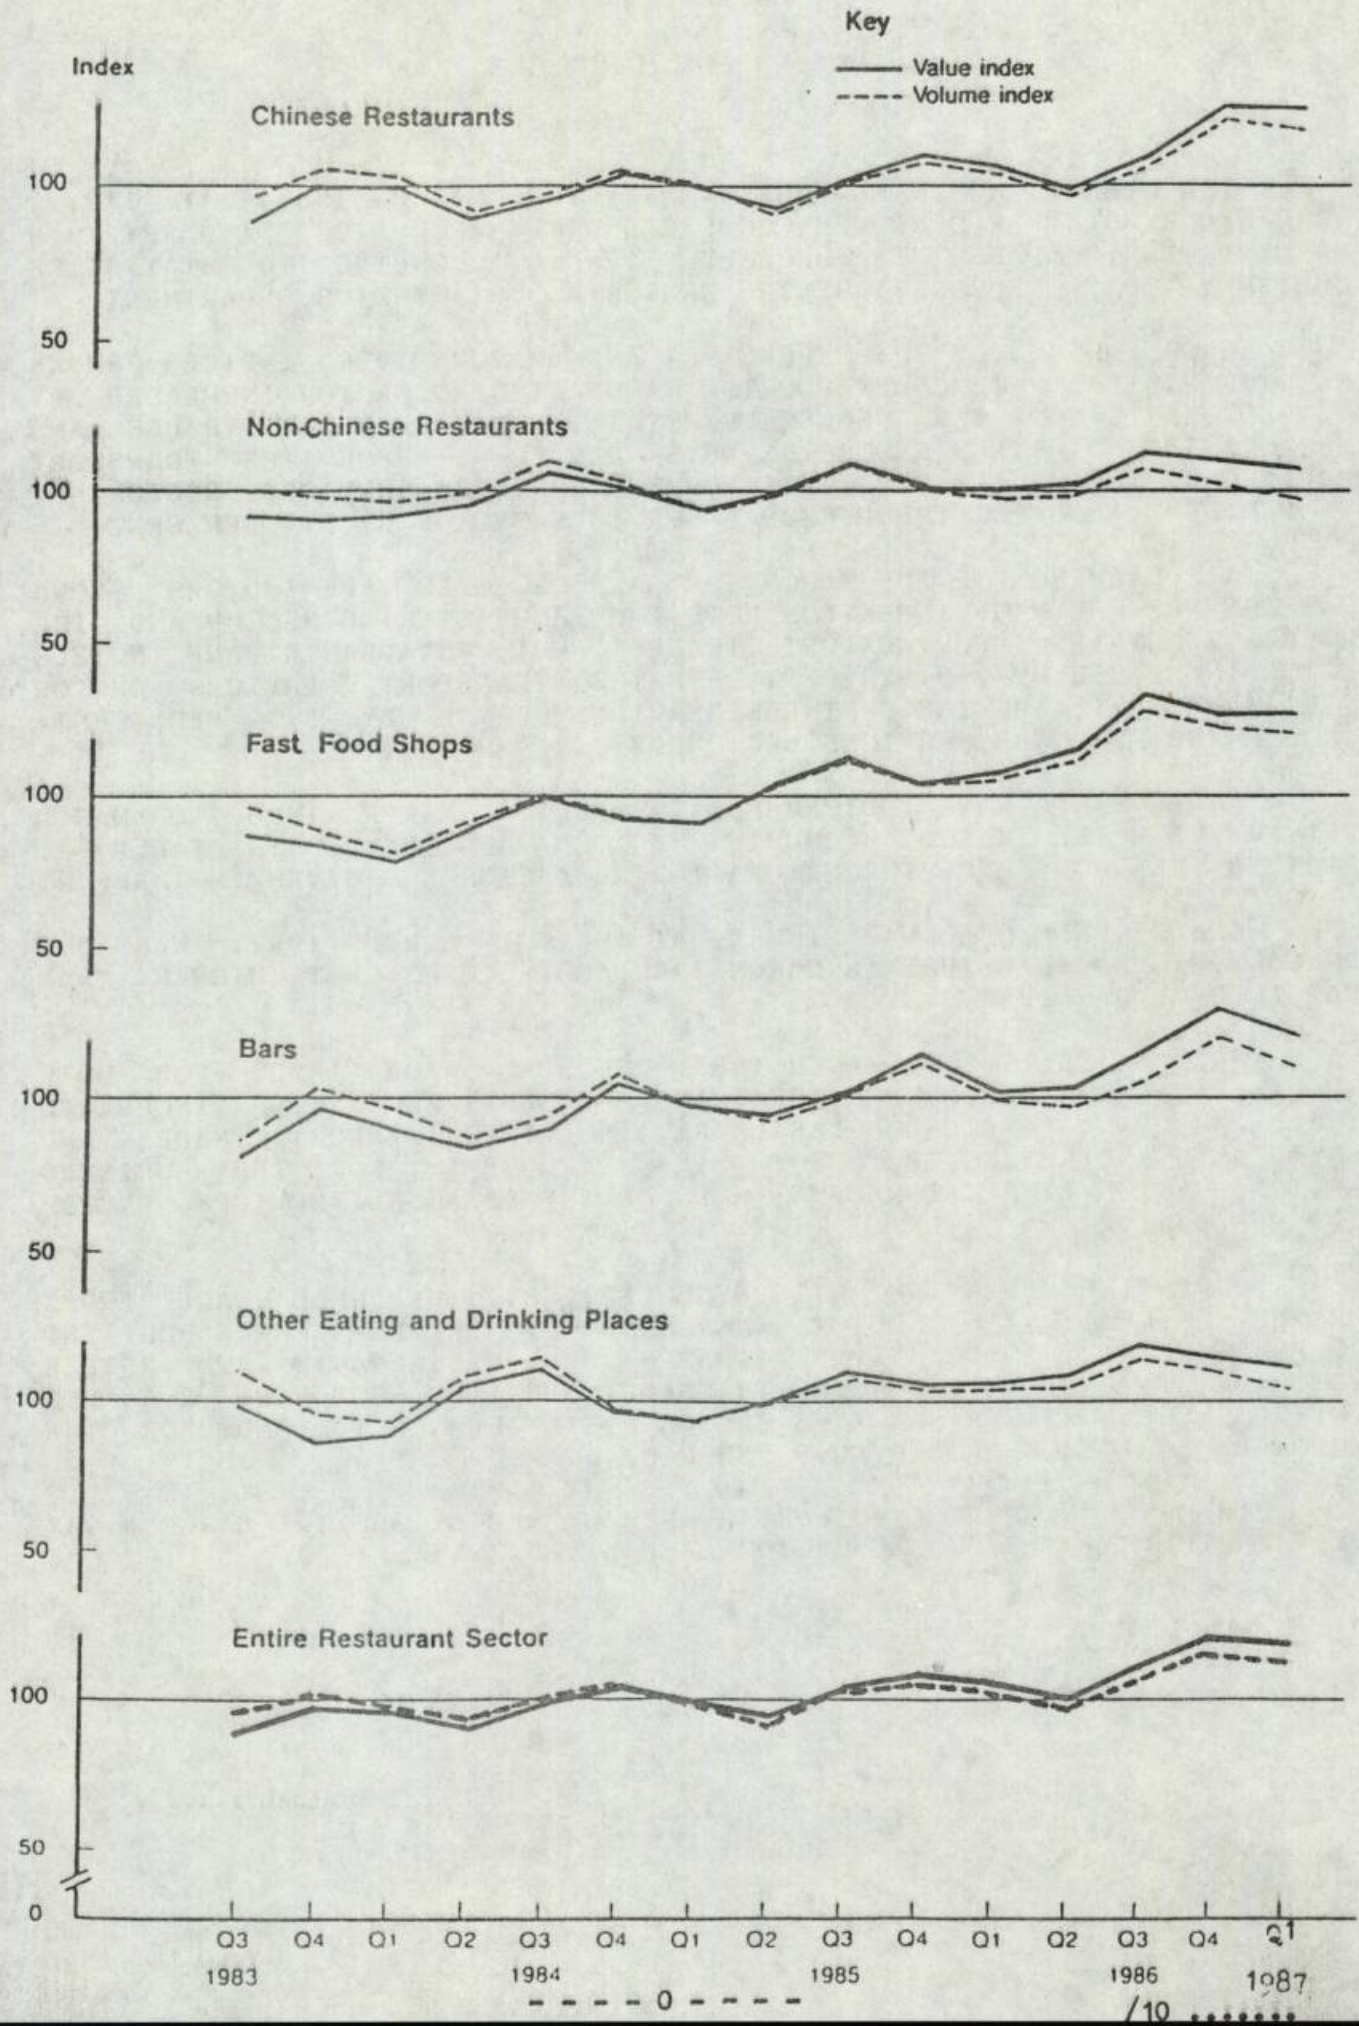 Key
Index
Value index
Volume index
Chinese Restaurants
100
50
Non-Chinese Restaurants
100
50
Fast Food Shops
100
50
Bars
100
50
Other Eating and Drinking Places
100
50
Entire Restaurant Sector
100
50
0
Q3 Q4 Q1 Q2 Q3 Q4 Q1 Q2 Q3 Q4 Q1 Q2 Q3 Q4 Q1
1983 1984 1985 1986 1987
- - - - - 0 - - - - -
/10 .......